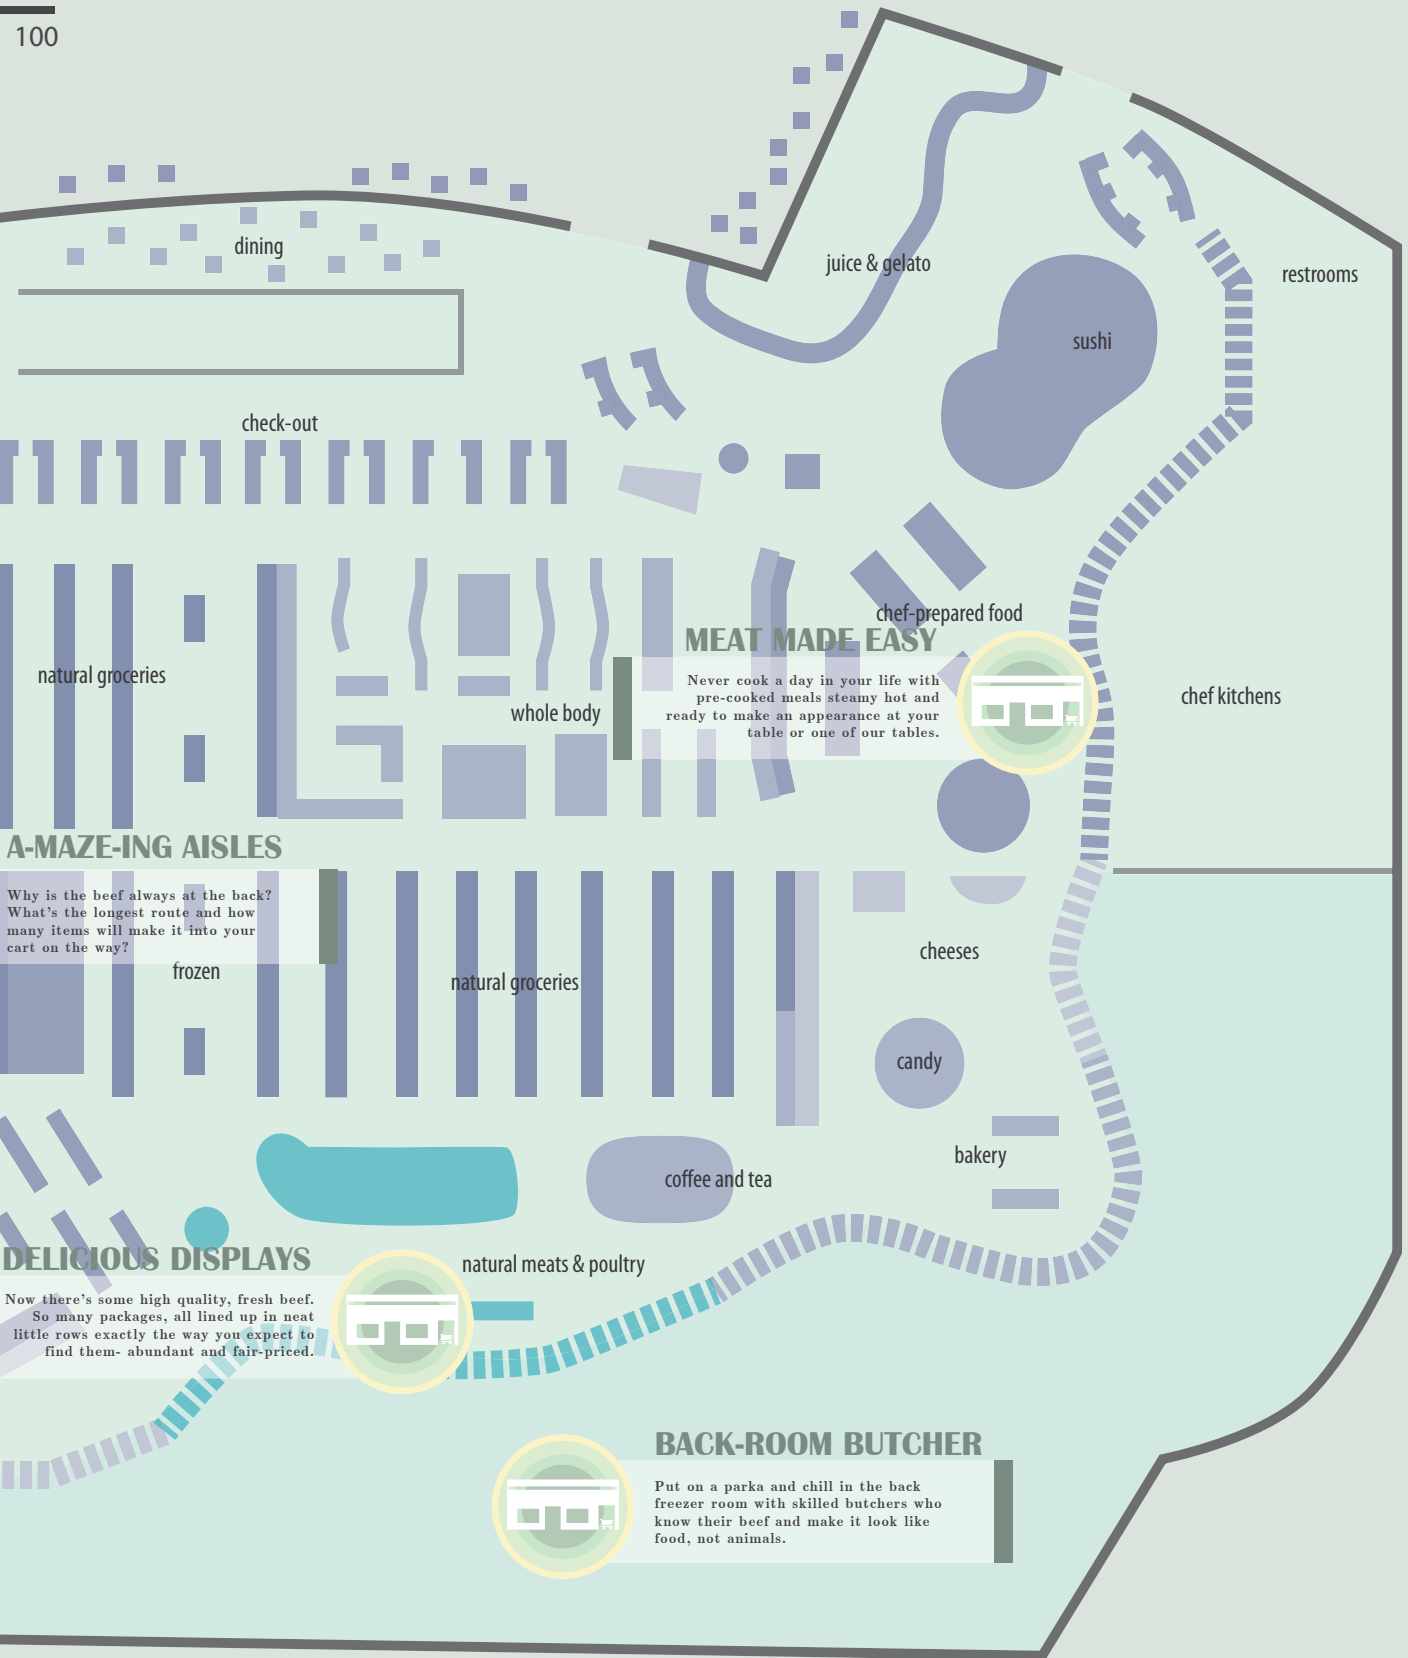 100
dining
juice & gelato
restrooms
sushi
check-out
chef-prepared food
MEAT MADE EASY
natural groceries
Never cook a day in your life with
pre-cooked meals steamy hot and
ready to make an appearance at your
table or one of our tables.
chef kitchens
whole body
A-MAZE-ING AISLES
Why is the beef always at the back?
What's the longest route and how
many items will make it into your
cart on the way?
frozen
natural groceries
cheeses
candy
bakery
coffee and tea
DELICIOUS DISPLAYS
natural meats & poultry
Now there's some high quality, fresh beef.
So many packages, all lined up in neat
little rows exactly the way you expect to
find them- abundant and fair-priced.
BACK-ROOM BUTCHER
Put on a parka and chill in the back
freezer room with skilled butchers who
know their beef and make it look like
food, not animals.